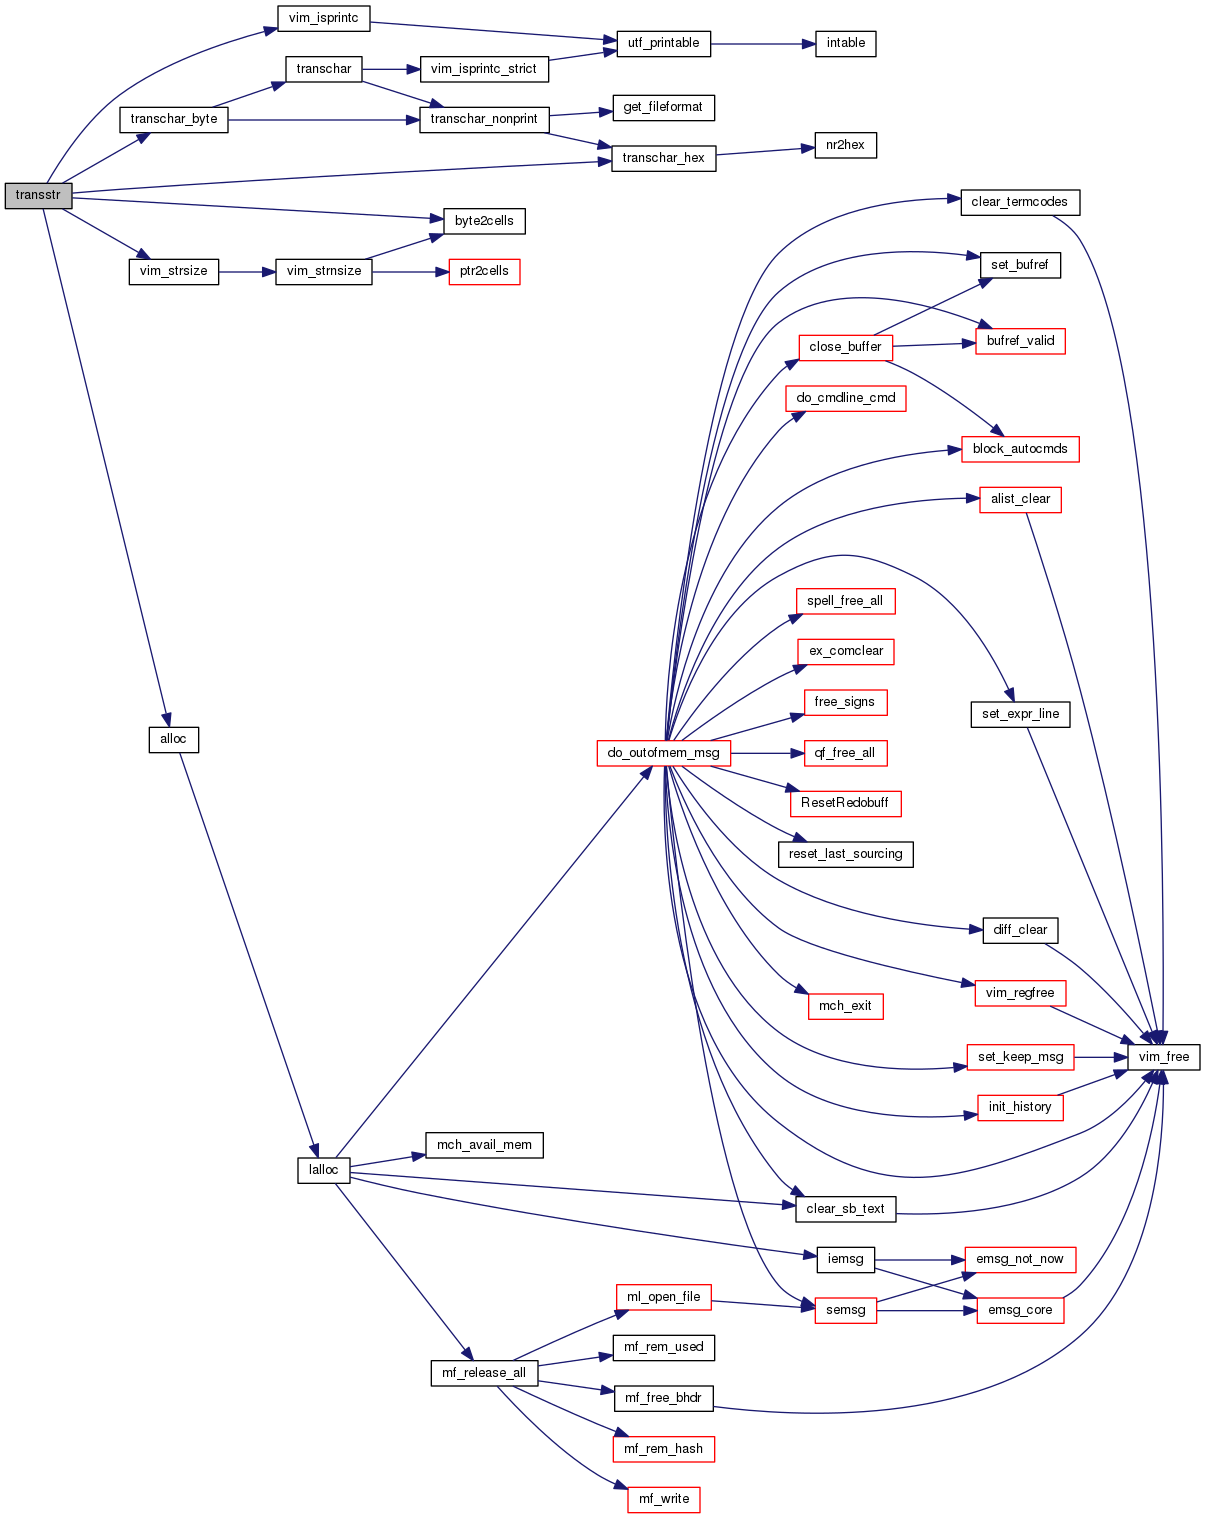 vim_isprintc
utf_printable
intable
transchar
vim_isprintc_strict
get_fileformat
transchar_byte
transchar_nonprint
nr2hex
transchar_hex
transstr
clear_termcodes
byte2cells
set_bufref
vim_strsize
vim_strnsize
ptr2cells
bufref_valid
close_buffer
do_cmdline_cmd
block_autocmds
alist_clear
spell_free_all
ex_comclear
free_signs
set_expr_line
alloc
do_outofmem_msg
qf_free_all
ResetRedobuff
reset_last_sourcing
diff_clear
vim_regfree
mch_exit
set_keep_msg
vim_free
init_history
mch_avail_mem
lalloc
clear_sb_text
iemsg
emsg_not_now
ml_open_file
semsg
emsg_core
mf_rem_used
mf_release_all
mf_free_bhdr
mf_rem_hash
mf_write